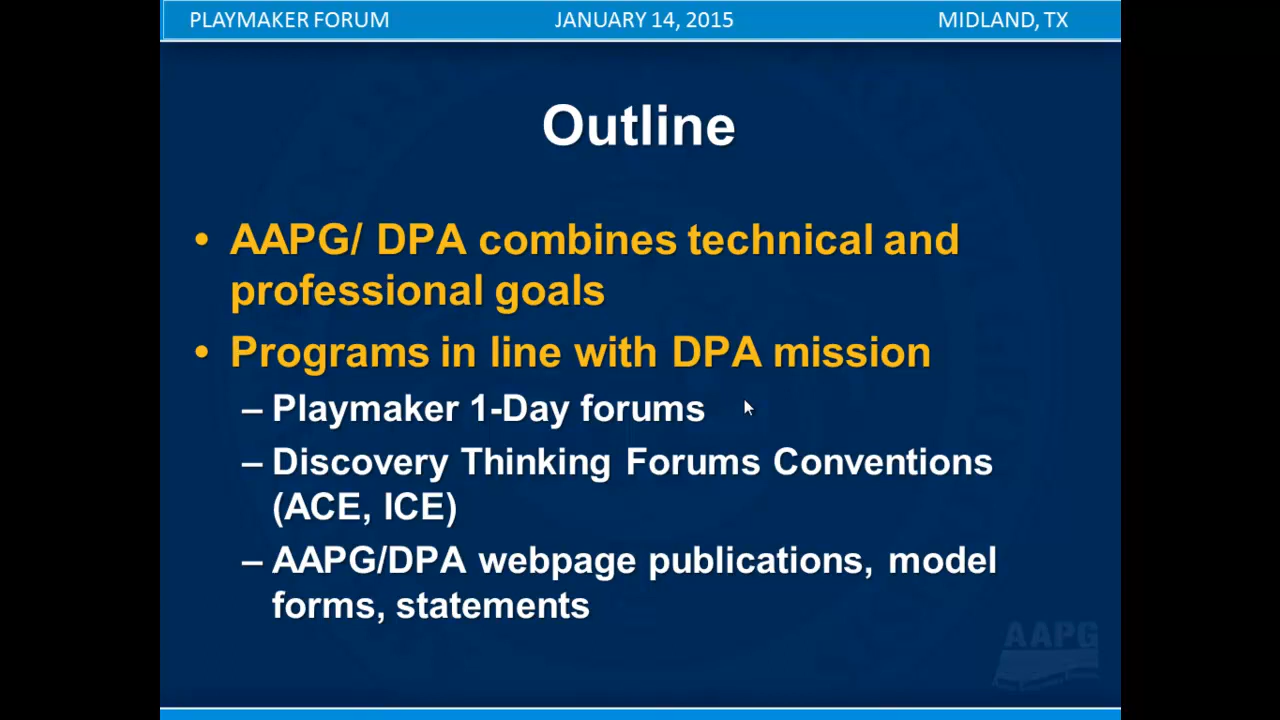 PLAYMAKER FORUM JANUARY 14, 2015 MIDLAND, TX
Outline
• AAPG/ DPA combines technical and
professional goals
• Programs in line with DPA mission
– Playmaker 1-Day forums
– Discovery Thinking Forums Conventions
(ACE, ICE)
– AAPG/DPA webpage publications, model
forms, statements
AAPG